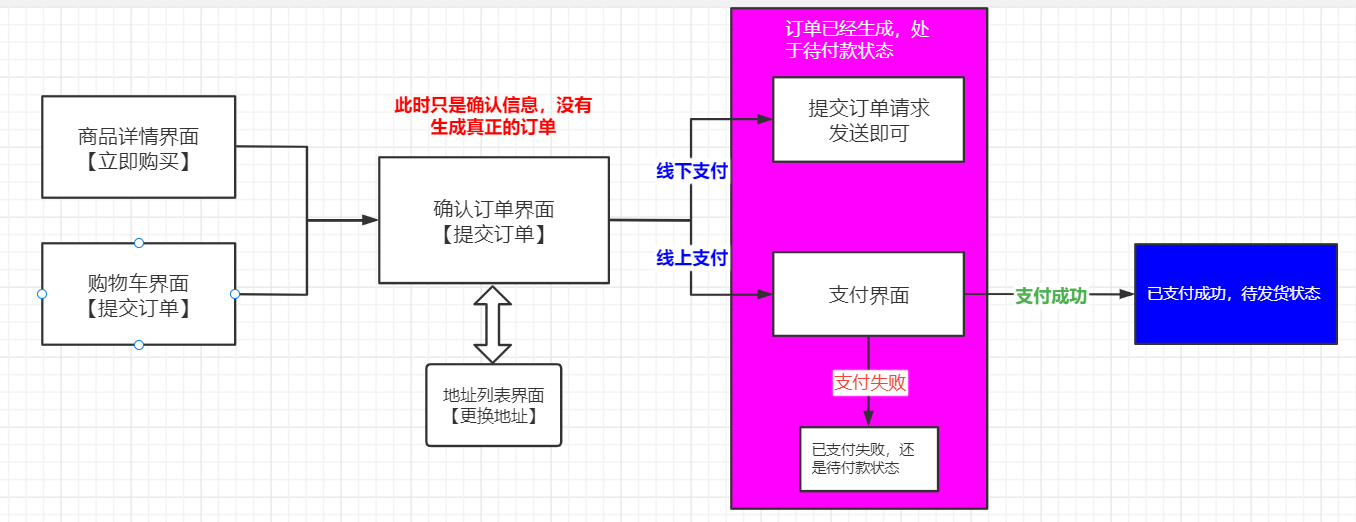 商品详情界面
【立即购买】
购物车界面
【提交订单】
此时只是确认信息，没有
生成真正的订单
确认订单界面
【提交订单】
地址列表界面
【更换地址】
线下支付
线上支付
订单已经生成，处
于待付款状态
提交订单请求
发送即可
支付界面
支付失败
已支付失败，还
是待付款状态
支付成功
已支付成功，待发货状态